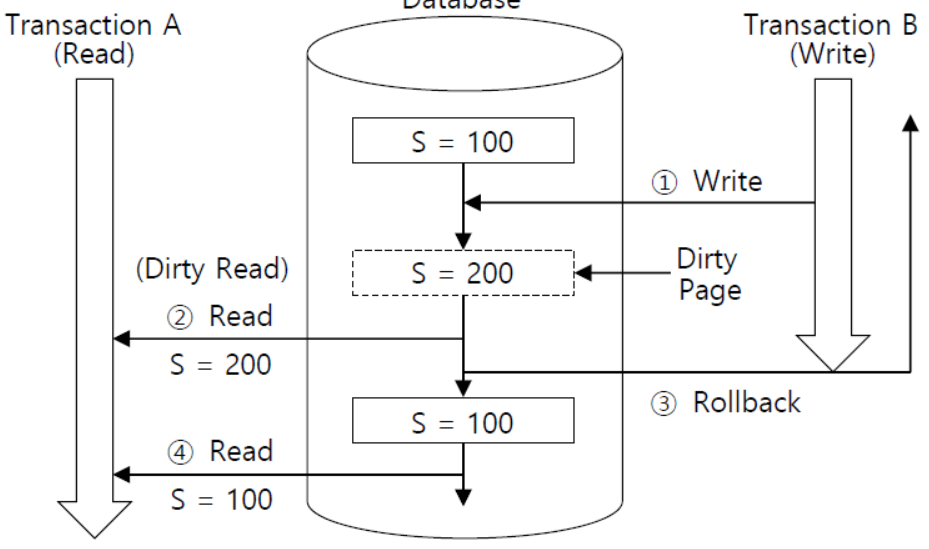 Database
Transaction A
(Read)
Transaction B
(Write)
S = 100
① Write
(Dirty Read)
S = 200
Dirty
Page
② Read
S = 200
③ Rollback
S = 100
④ Read
S = 100